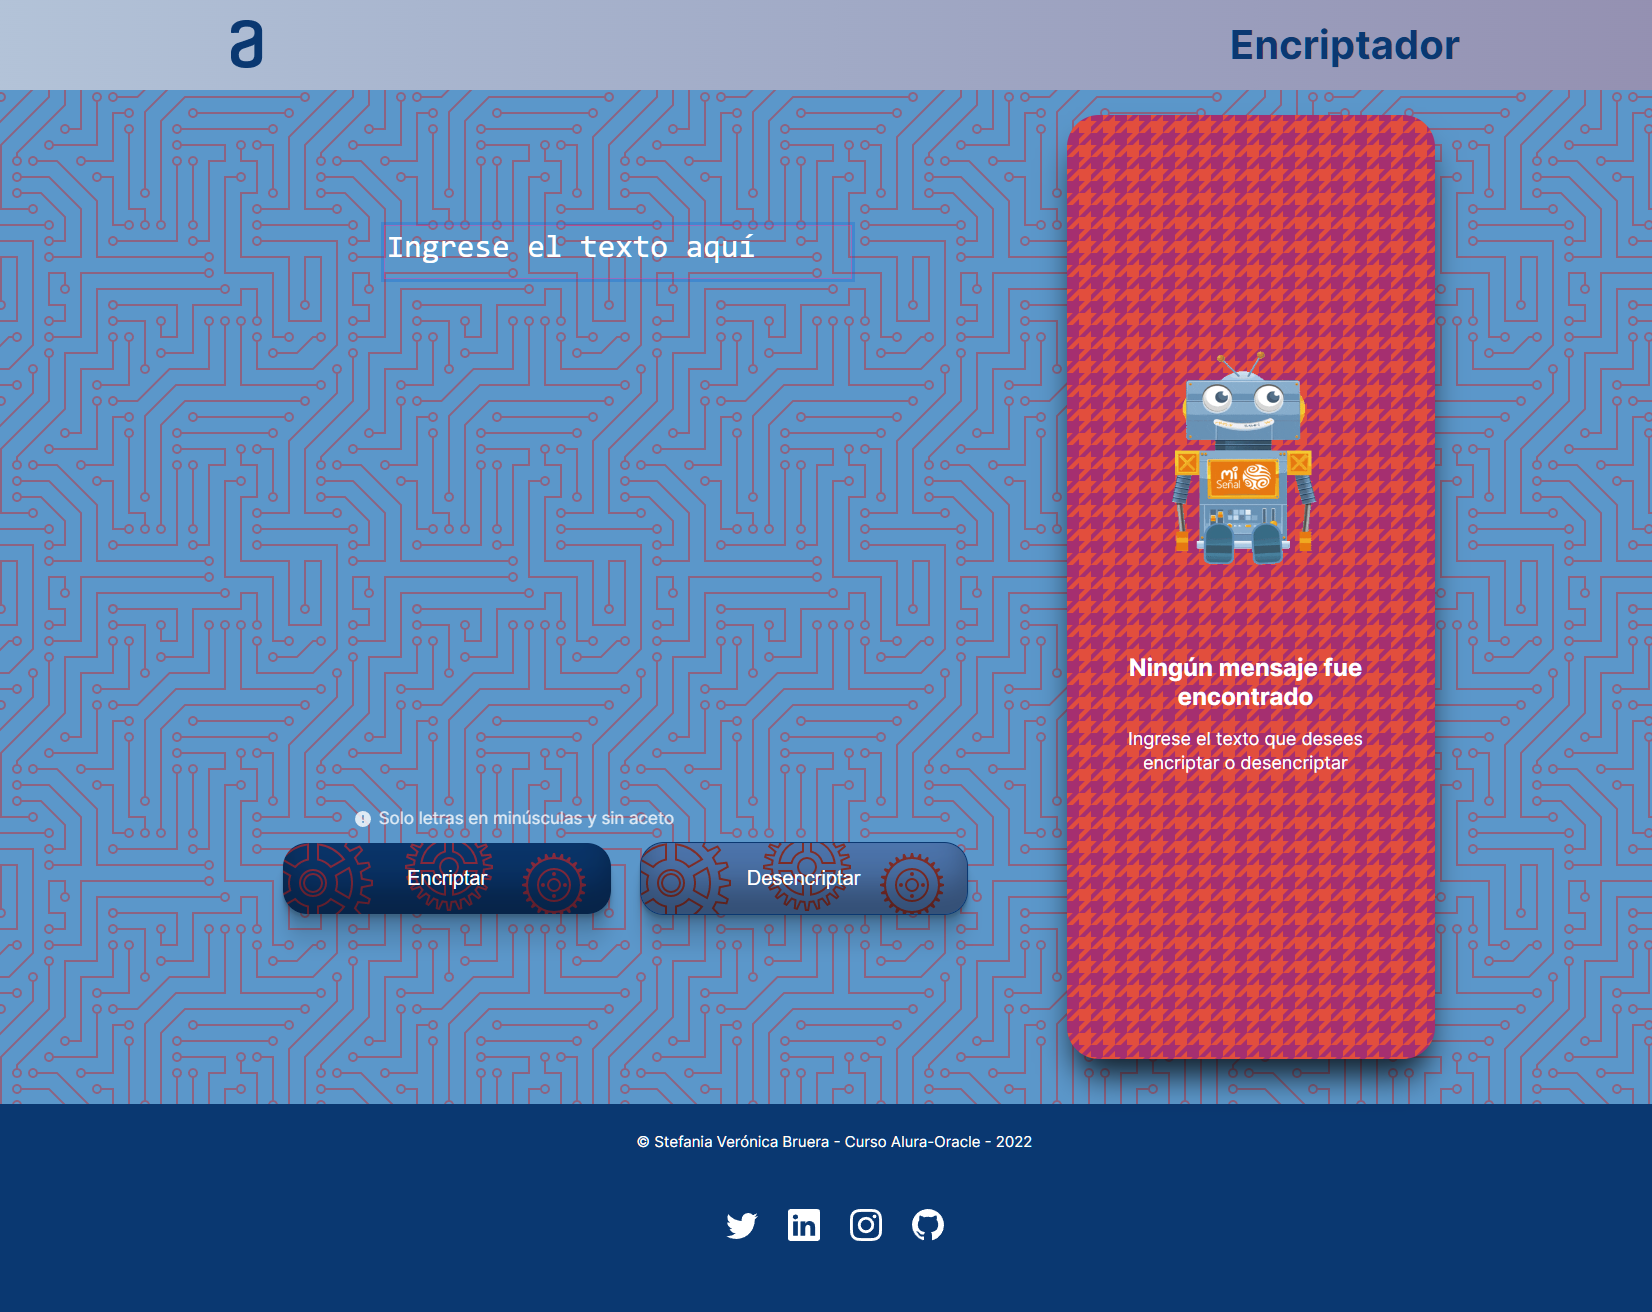 a
Encriptador
Ingrese el texto aquí
mi
Señal
Ningún mensaje fue
encontrado
Ingrese el texto que desees
encriptar o desencriptar
Solo letras en minúsculas y sin aceto
Encriptar
Desencriptar
© Stefania Verónica Bruera - Curso Alura-Oracle - 2022
in